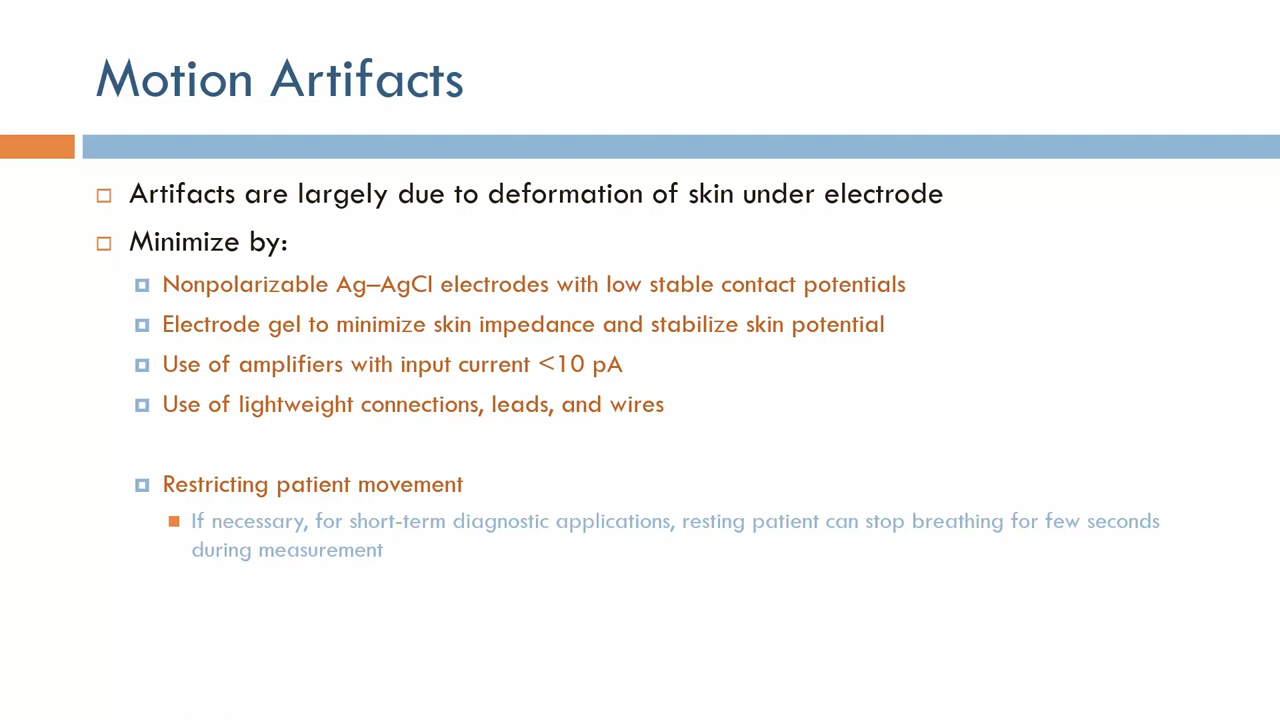 Motion Artifacts
Artifacts are largely due to deformation of skin under electrode
Minimize by:
Nonpolarizable Ag–AgCl electrodes with low stable contact potentials
Electrode gel to minimize skin impedance and stabilize skin potential
Use of amplifiers with input current <10 pA
Use of lightweight connections, leads, and wires
Restricting patient movement
If necessary, for short-term diagnostic applications, resting patient can stop breathing for few seconds
during measurement